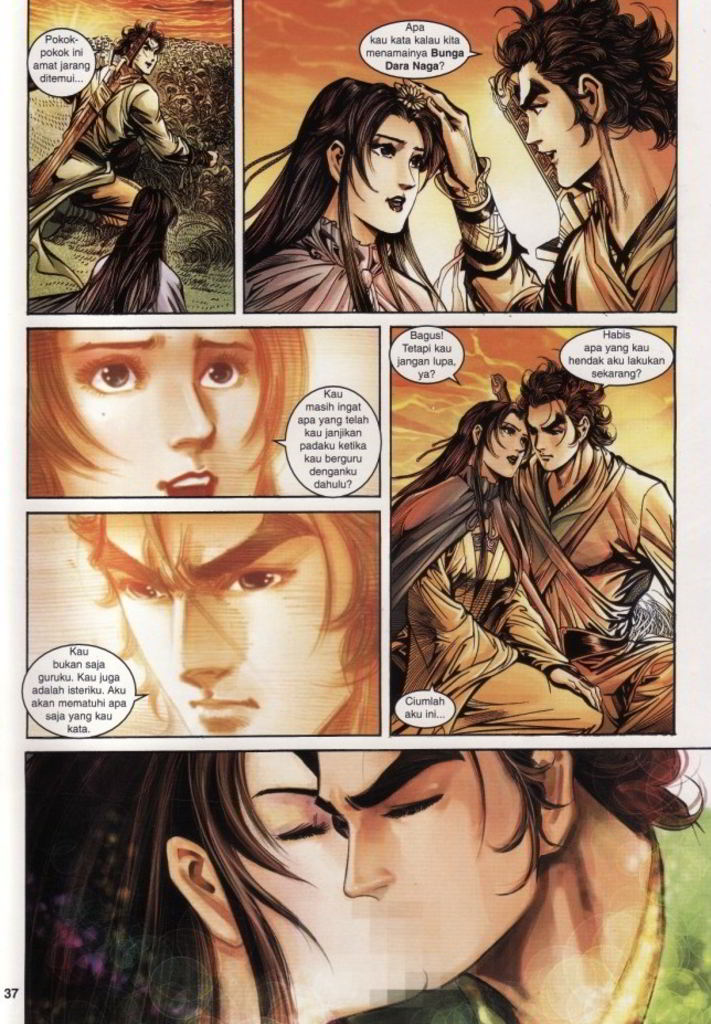 Pokok-
pokok ini
amat jarang
ditemui...
Apa
kau kata kalau kita
menamainya Bunga
Dara Naga?
Kau
masih ingat
apa yang telah
kau janjikan
padaku ketika
kau berguru
denganku
dahulu?
Bagus!
Tetapi kau
jangan lupa,
ya?
Habis
apa yang kau
hendak aku lakukan
sekarang?
Kau
bukan saja
guruku. Kau juga
adalah isteriku. Aku
akan mematuhi apa
saja yang kau
kata.
Ciumlah
aku ini...
37